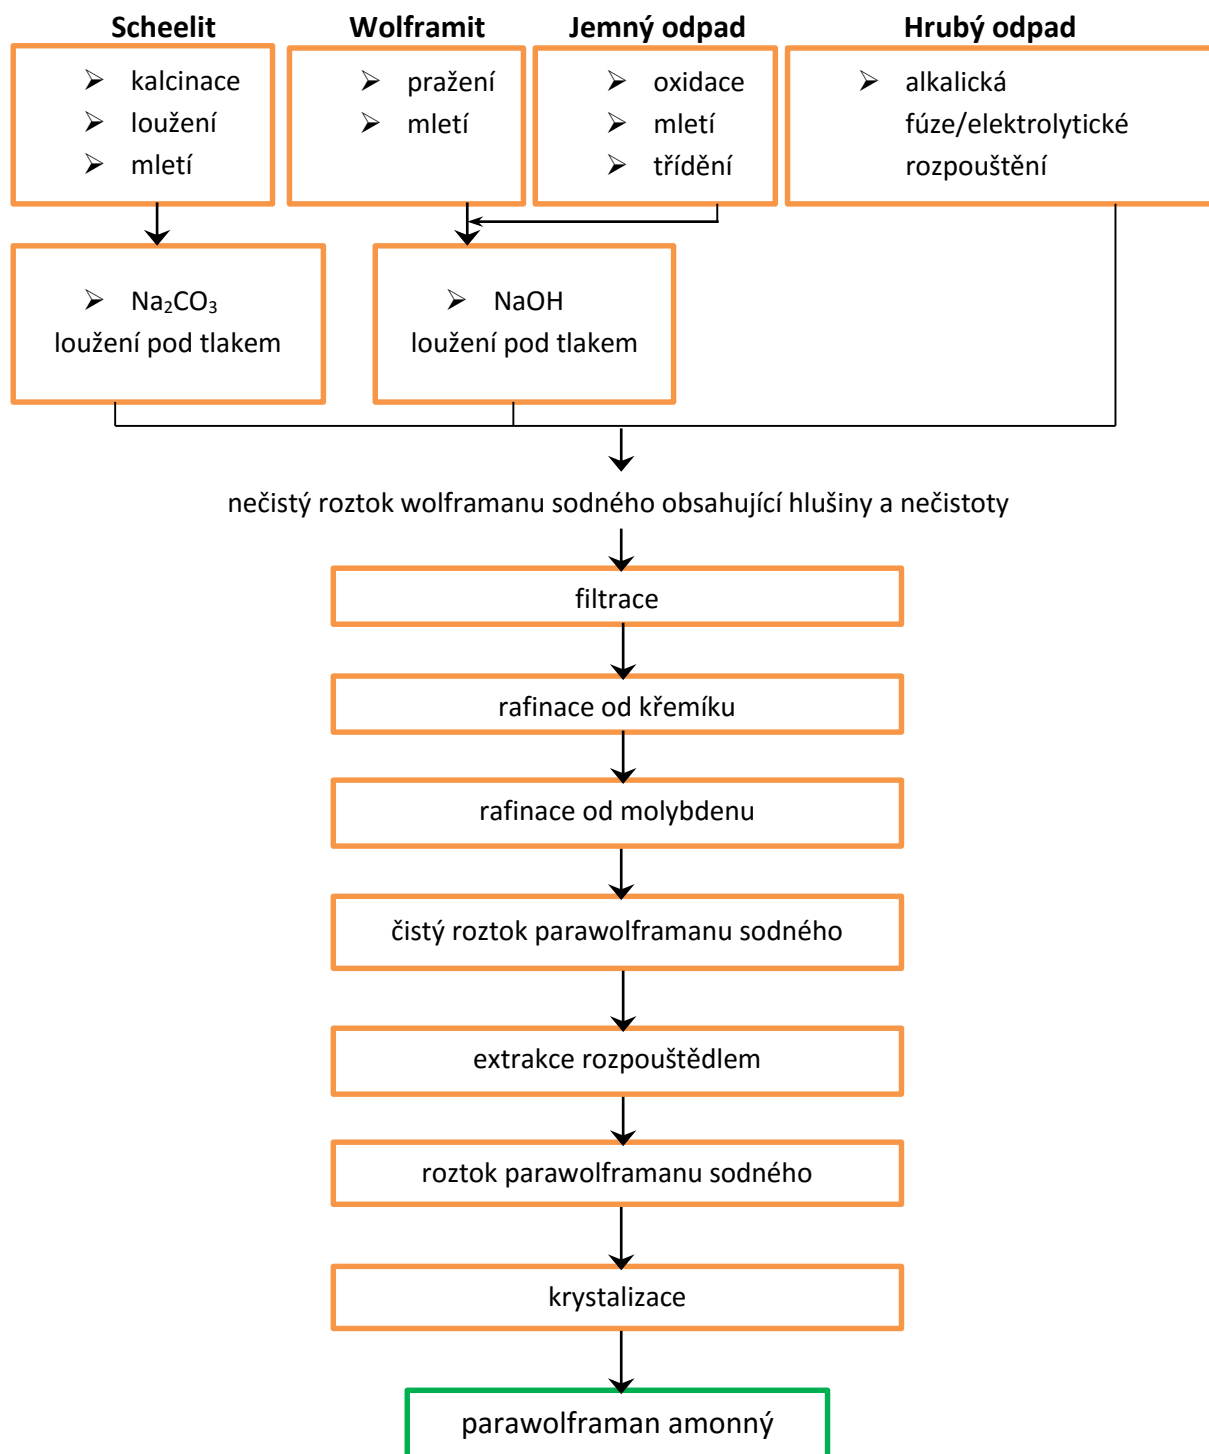 Scheelit
➢ kalcinace
➢ loužení
➢ mletí
Wolframit
➢ pražení
➢ mletí
Jemný odpad
➢ oxidace
➢ mletí
➢ třídění
Hrubý odpad
➢ alkalická
fúze/elektrolytické
rozpouštění
➢ Na₂CO₃
loužení pod tlakem
➢ NaOH
loužení pod tlakem
nečistý roztok wolframanu sodného obsahující hlušiny a nečistoty
filtrace
rafinace od křemíku
rafinace od molybdenu
čistý roztok parawolframanu sodného
extrakce rozpouštědlem
roztok parawolframanu sodného
krystalizace
parawolframan amonný